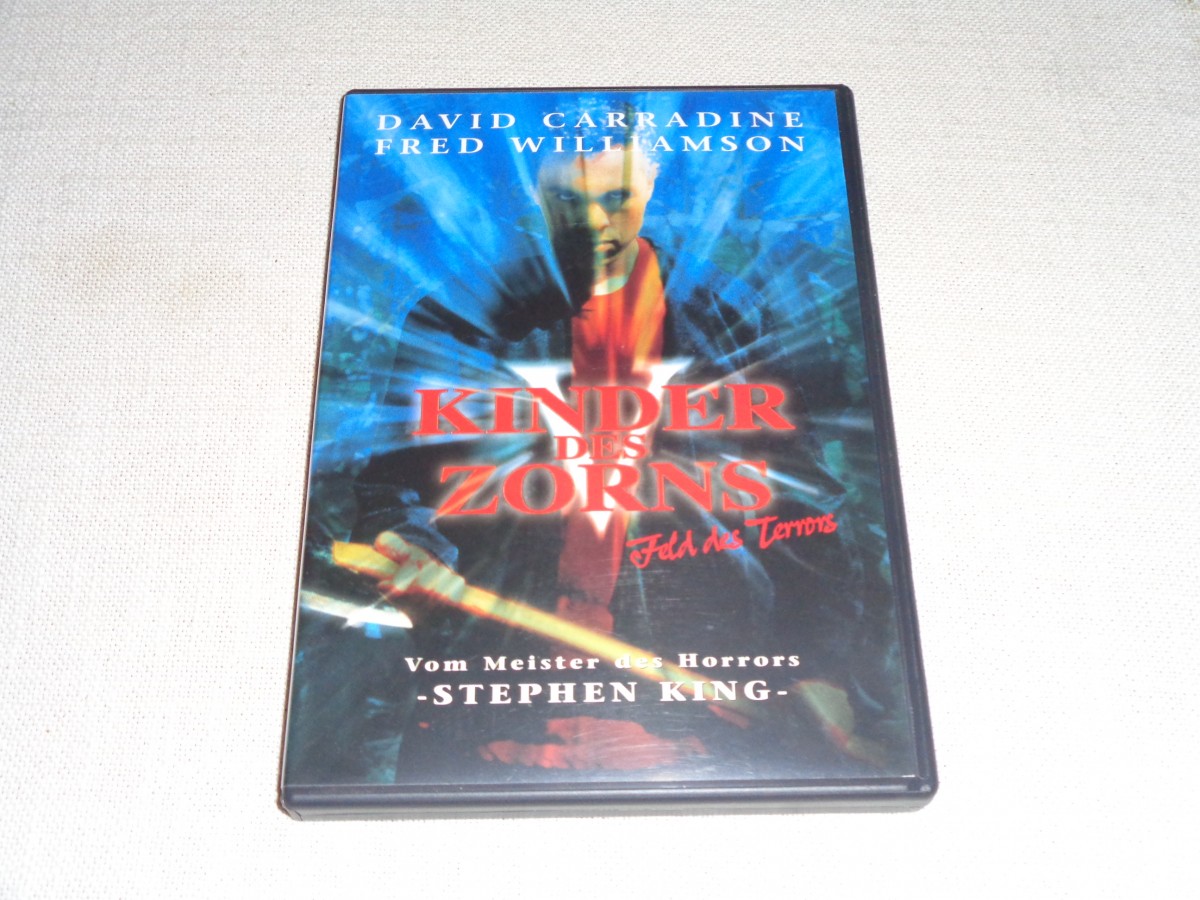 DAVID CARRADINE
FRED WILLIAMSON
V
KINDER
DES
ZORNS
Feld des Terrors
Vom Meister des Horrors
-STEPHEN KING-